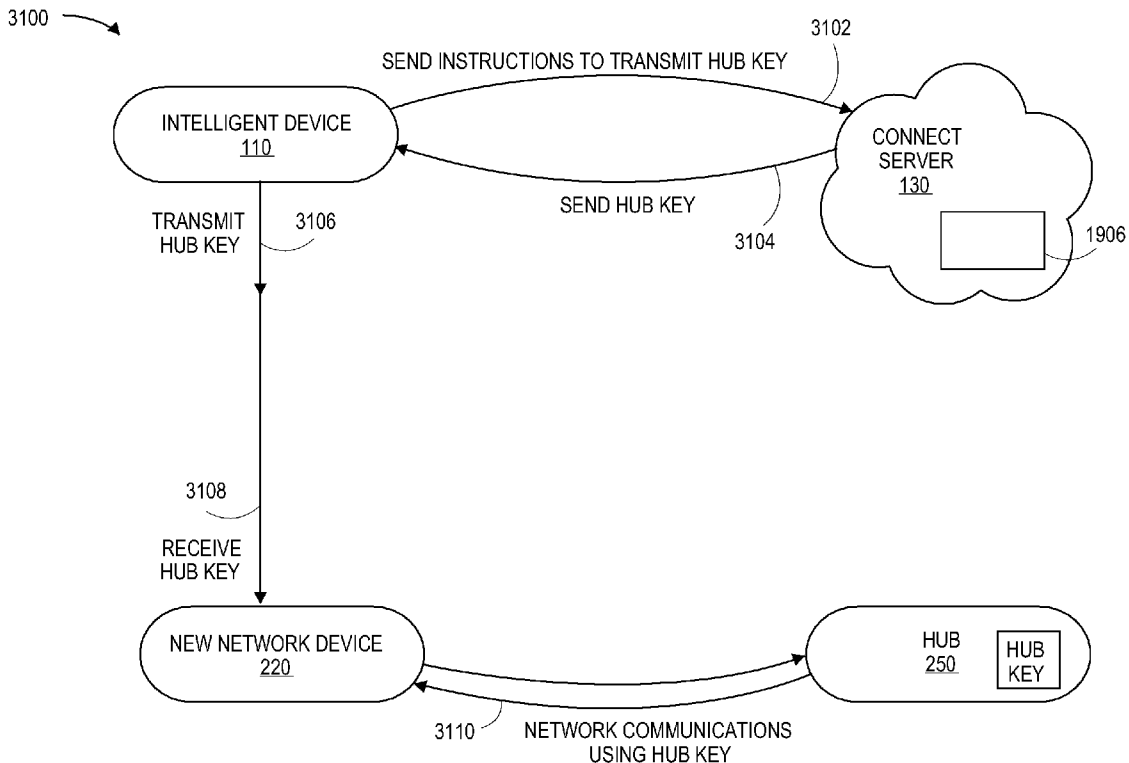 3100
3102
SEND INSTRUCTIONS TO TRANSMIT HUB KEY
INTELLIGENT DEVICE
110
CONNECT
SERVER
130
SEND HUB KEY
3104
TRANSMIT
HUB KEY
3106
1906
3108
RECEIVE
HUB KEY
NEW NETWORK DEVICE
220
HUB
250
HUB
KEY
3110
NETWORK COMMUNICATIONS
USING HUB KEY